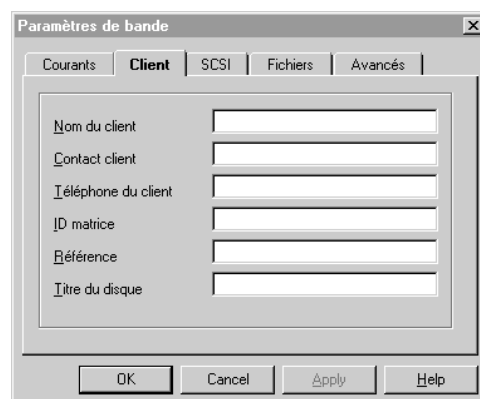 Paramètres de bande
Courants Client SCSI Fichiers Avancés
Nom du client
Contact client
Téléphone du client
ID matrice
Référence
Titre du disque
OK Cancel Apply Help